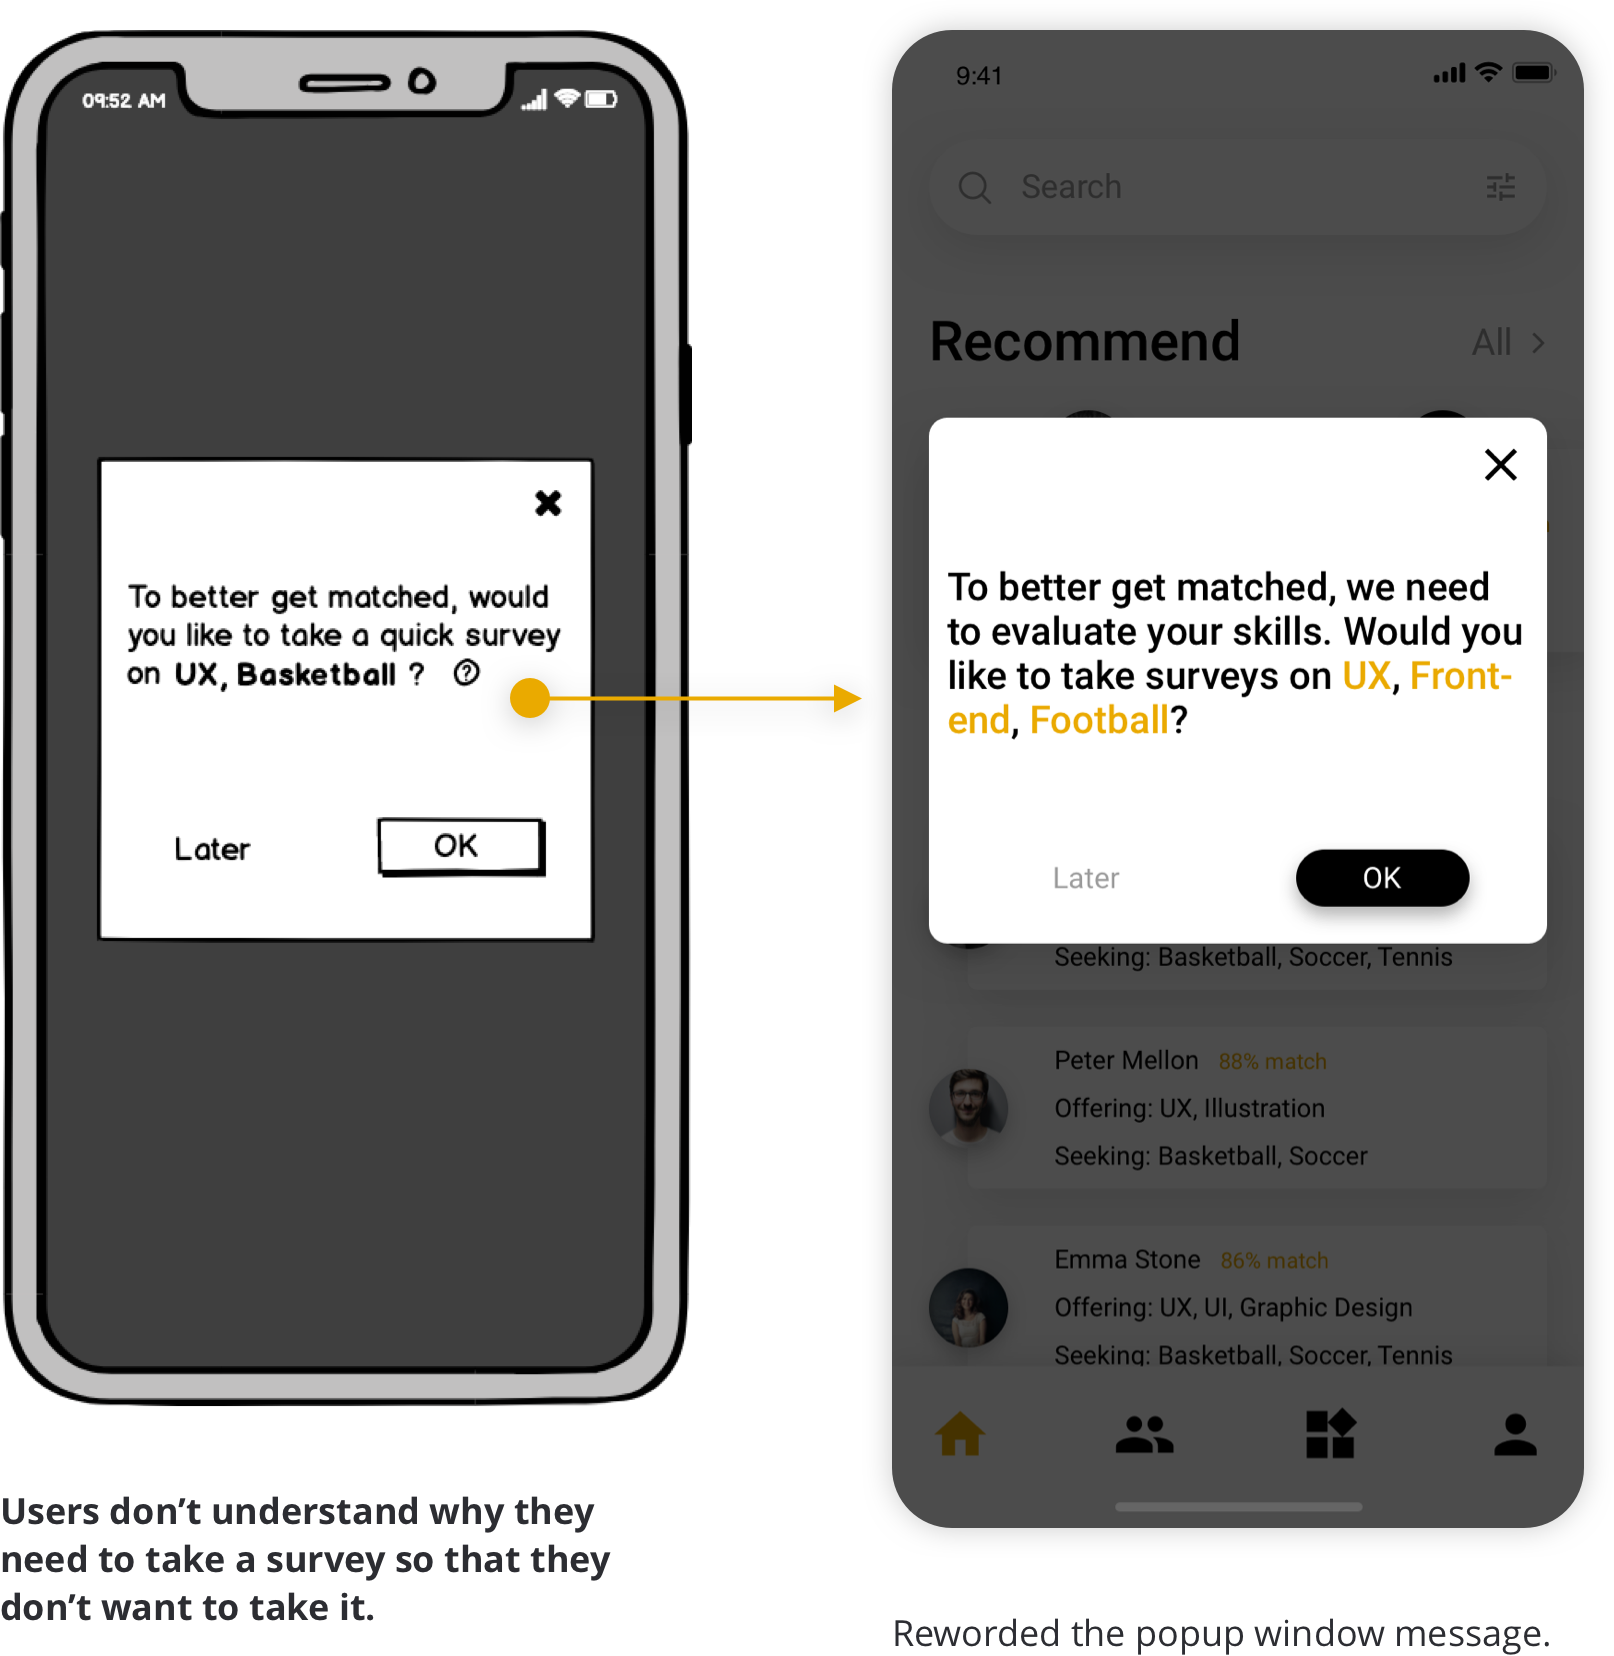 09:52 AM
To better get matched, would
you like to take a quick survey
on UX, Basketball ? ?
Later
OK
Users don’t understand why they
need to take a survey so that they
don’t want to take it.
9:41
Search
Recommend
All >
To better get matched, we need
to evaluate your skills. Would you
like to take surveys on UX, Front-
end, Football?
Later
OK
Seeking: Basketball, Soccer, Tennis
Peter Mellon 88% match
Offering: UX, Illustration
Seeking: Basketball, Soccer
Emma Stone 86% match
Offering: UX, UI, Graphic Design
Seeking: Basketball, Soccer, Tennis
Reworded the popup window message.